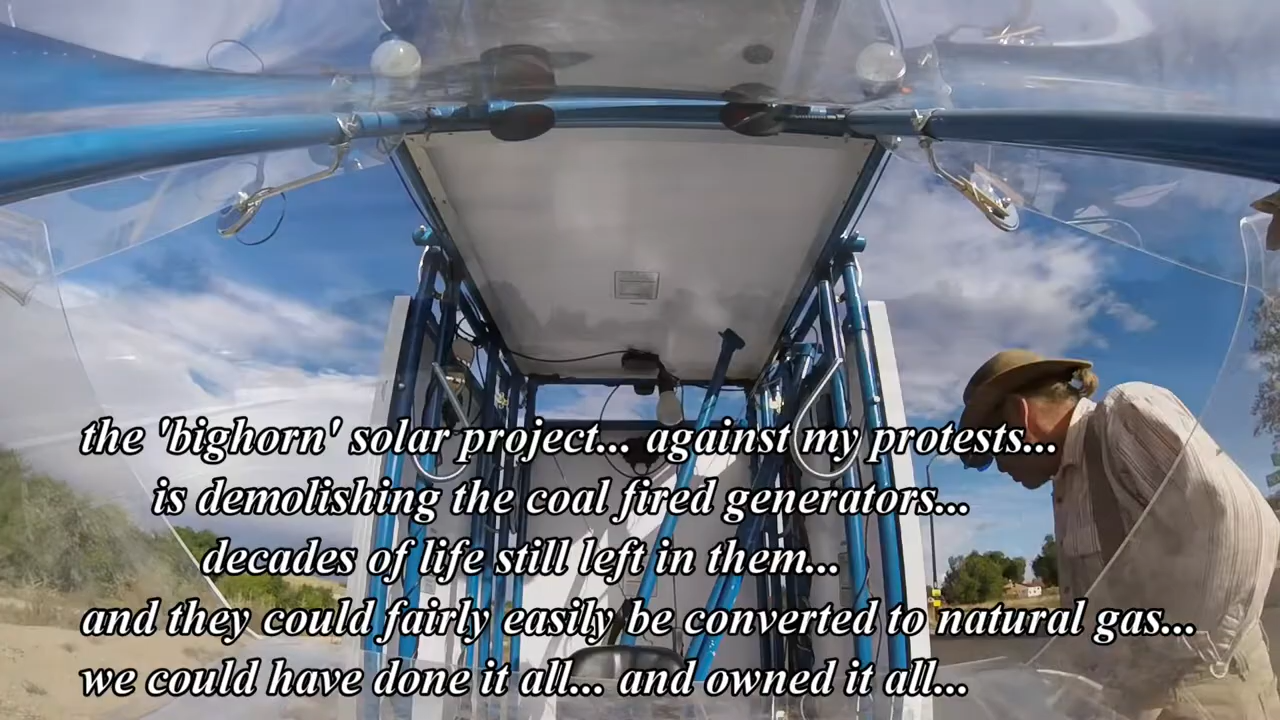 the 'bighorn' solar project... against my protests...
is demolishing the coal fired generators...
decades of life still left in them...
and they could fairly easily be converted to natural gas...
we could have done it all... and owned it all...